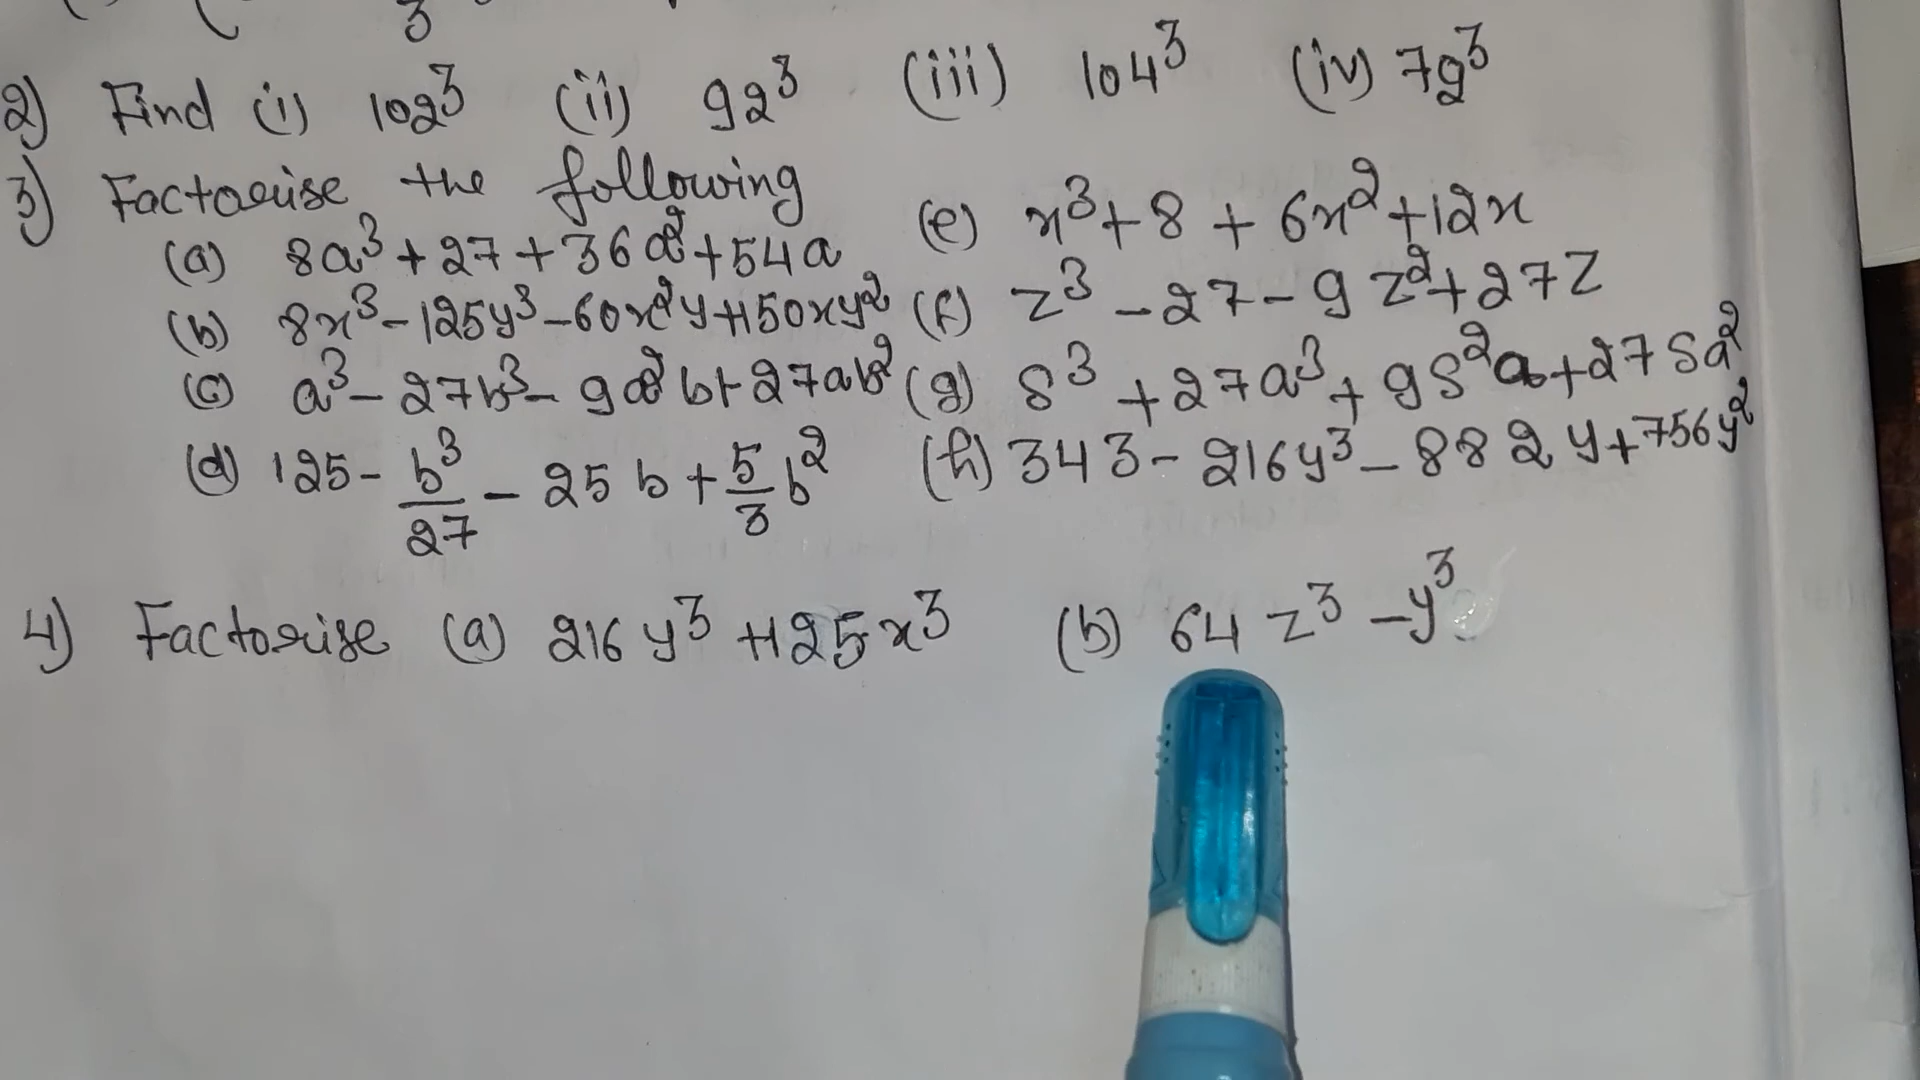 3
2) Find (i) 102³ (ii) 92³ (iii) 104³ (iv) 79³
3) Factorise the following
(a) 8a³ + 27 + 36a² + 54a (e) x³ + 8 + 6x² + 12x
(b) 8x³ - 125y³ - 60x²y + 150xy² (f) z³ - 27 - 9z² + 27z
(c) a³ - 27b³ - 9a²b + 27ab² (g) 8³ + 27a³ + 9s²a + 27sa²
(d) 125 - b³/27 - 25b + 5/3 b² (h) 343 - 216y³ - 882y + 756y²
4) Factorise (a) 216y³ + 125x³ (b) 64z³ - y³